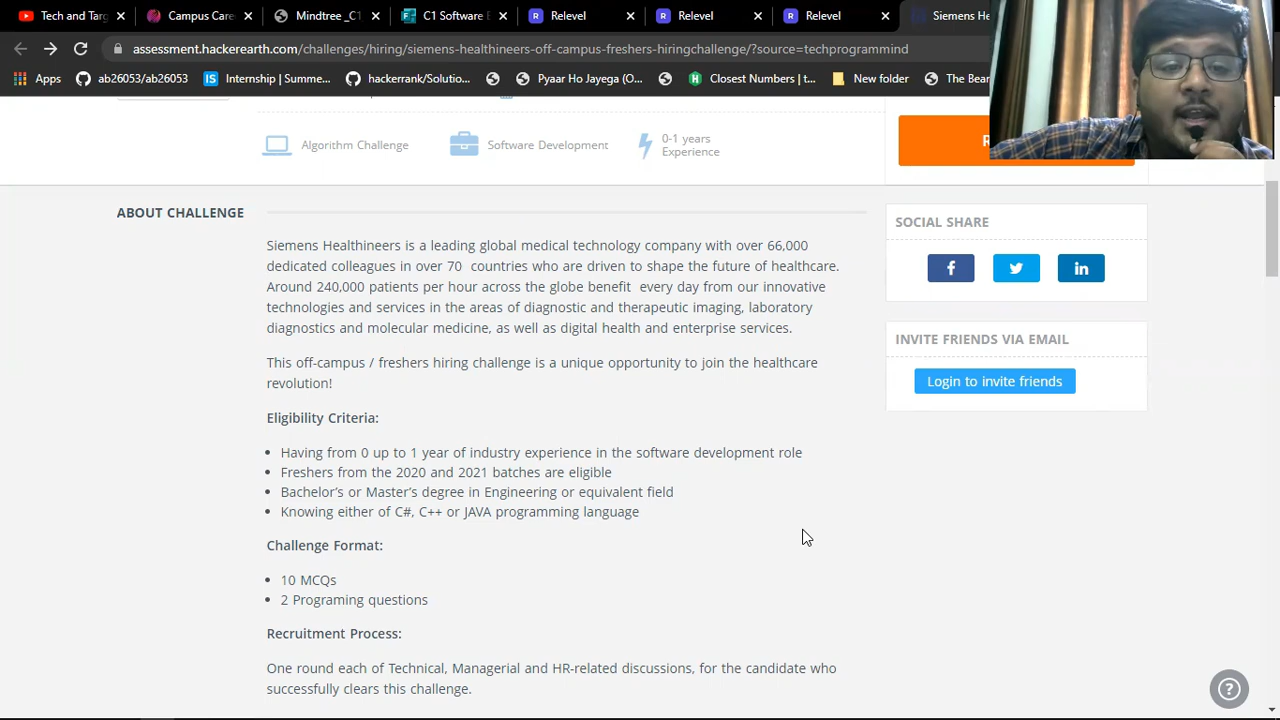 Tech and Targ
Campus Care
Mindtree _C1
C1 Software E
Relevel
Relevel
Relevel
Siemens He
assessment.hackerearth.com/challenges/hiring/siemens-healthineers-off-campus-freshers-hiringchallenge/?source=techprogrammind
Apps
ab26053/ab26053
IS
Internship | Summe...
hackerrank/Solutio...
Pyaar Ho Jayega (O...
Closest Numbers | t...
New folder
The Bear
Algorithm Challenge
Software Development
0-1 years
Experience
ABOUT CHALLENGE
Siemens Healthineers is a leading global medical technology company with over 66,000
dedicated colleagues in over 70 countries who are driven to shape the future of healthcare.
Around 240,000 patients per hour across the globe benefit every day from our innovative
technologies and services in the areas of diagnostic and therapeutic imaging, laboratory
diagnostics and molecular medicine, as well as digital health and enterprise services.
This off-campus / freshers hiring challenge is a unique opportunity to join the healthcare
revolution!
Eligibility Criteria:
• Having from 0 up to 1 year of industry experience in the software development role
• Freshers from the 2020 and 2021 batches are eligible
• Bachelor's or Master's degree in Engineering or equivalent field
• Knowing either of C#, C++ or JAVA programming language
Challenge Format:
• 10 MCQs
• 2 Programing questions
Recruitment Process:
One round each of Technical, Managerial and HR-related discussions, for the candidate who
successfully clears this challenge.
SOCIAL SHARE
INVITE FRIENDS VIA EMAIL
Login to invite friends